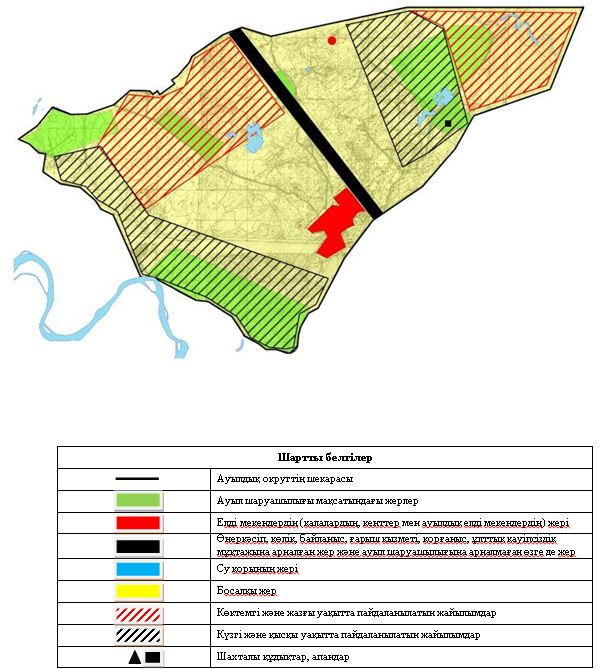 Шартты белгілер
Ауылдық округтің шекарасы
Ауыл шаруашылығы мақсатындағы жерлер
Елді мекендердің (қалалардың, кенттер мен ауылдық елді мекендердің) жері
Өнеркәсіп, көлік, байланыс, ғарыш қызметі, қорғаныс, ұлттық қауіпсіздік
мұқтажына арналған жер және ауыл шаруашылығына арналмаған өзге де жер
Су қорының жері
Босалқы жер
Көктемгі және жазғы уақытта пайдаланылатын жайылымдар
Күзгі және қысқы уақытта пайдаланылатын жайылымдар
Шахталы құдықтар, апандар